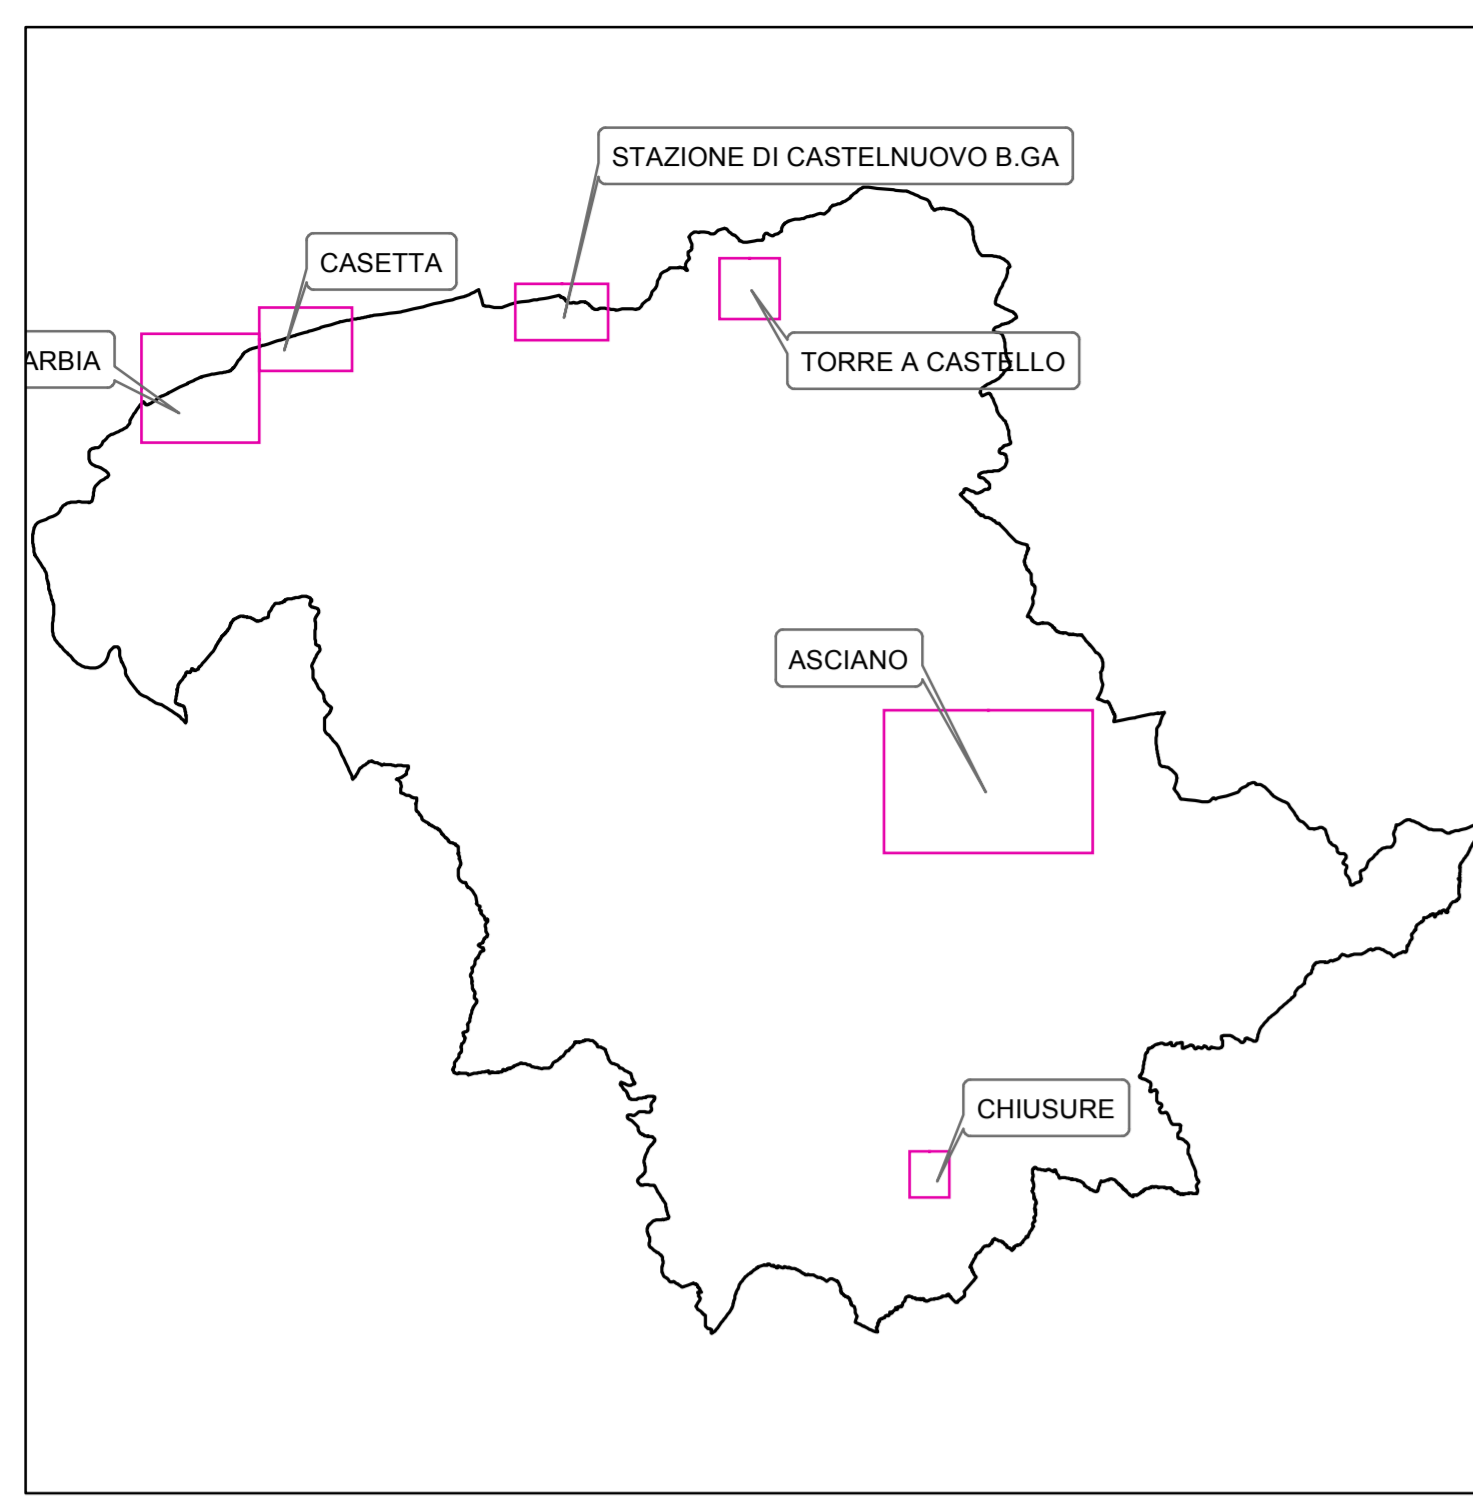 STAZIONE DI CASTELNUOVO B.GA
CASETTA
ARBIA
TORRE A CASTELLO
ASCIANO
CHIUSURE